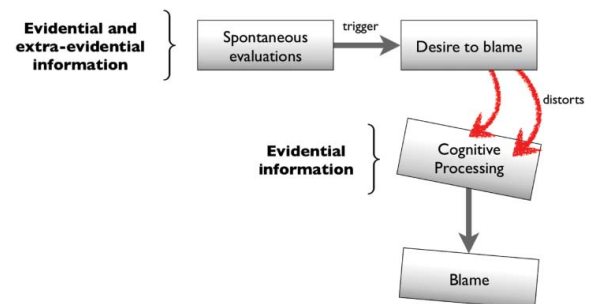 Evidential and
extra-evidential
information
Spontaneous
evaluations
trigger
Desire to blame
distorts
Evidential
information
Cognitive
Processing
Blame